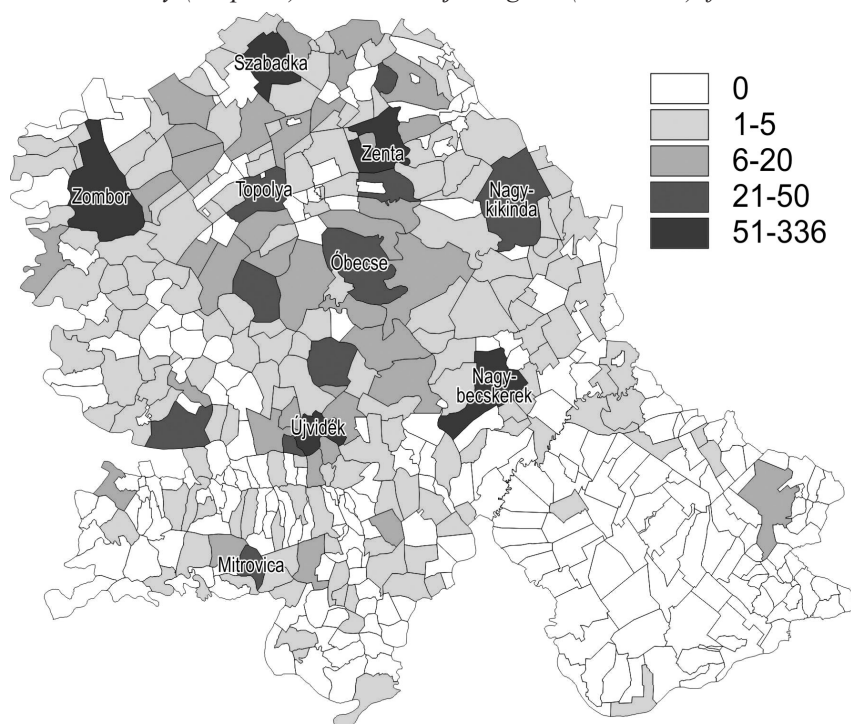 Szabadka
Zenta
Zombor
Topolya
Nagy-
kikinda
Óbecse
Nagy-
becskerek
Újvidék
Mitrovica
0
1-5
6-20
21-50
51-336